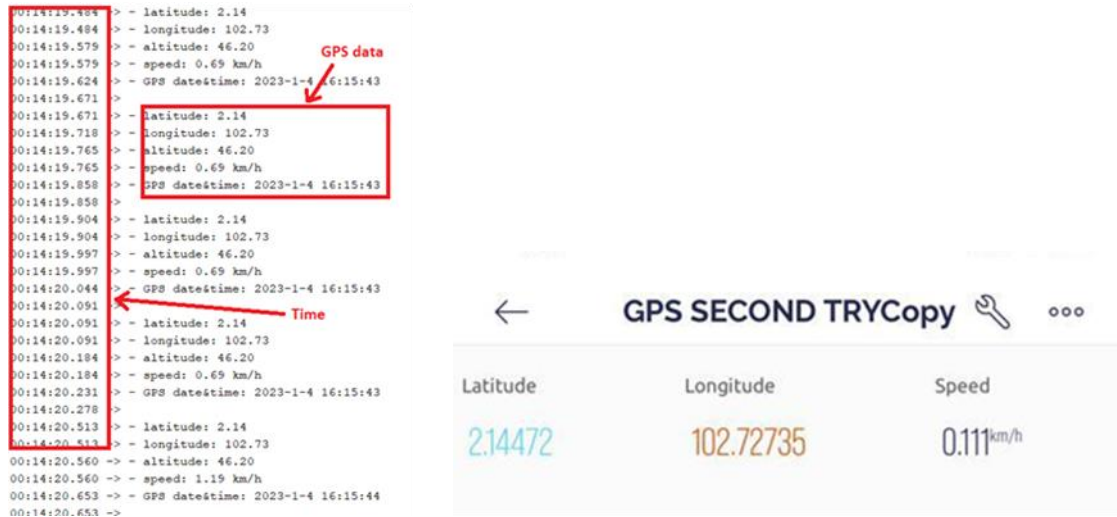 00:14:19.484 -> - latitude: 2.14
00:14:19.484 -> - longitude: 102.73
00:14:19.579 -> - altitude: 46.20
00:14:19.579 -> - speed: 0.69 km/h
00:14:19.624 -> - GPS date&time: 2023-1-4 16:15:43
00:14:19.671 ->
00:14:19.671 -> - latitude: 2.14
00:14:19.718 -> - longitude: 102.73
00:14:19.765 -> - altitude: 46.20
00:14:19.765 -> - speed: 0.69 km/h
00:14:19.858 -> - GPS date&time: 2023-1-4 16:15:43
00:14:19.858 ->
00:14:19.904 -> - latitude: 2.14
00:14:19.904 -> - longitude: 102.73
00:14:19.997 -> - altitude: 46.20
00:14:19.997 -> - speed: 0.69 km/h
00:14:20.044 -> - GPS date&time: 2023-1-4 16:15:43
00:14:20.091 ->
00:14:20.091 -> - latitude: 2.14
00:14:20.091 -> - longitude: 102.73
00:14:20.184 -> - altitude: 46.20
00:14:20.184 -> - speed: 0.69 km/h
00:14:20.231 -> - GPS date&time: 2023-1-4 16:15:43
00:14:20.278 ->
00:14:20.513 -> - latitude: 2.14
00:14:20.513 -> - longitude: 102.73
00:14:20.560 -> - altitude: 46.20
00:14:20.560 -> - speed: 1.19 km/h
00:14:20.653 -> - GPS date&time: 2023-1-4 16:15:44
00:14:20.653 ->
GPS data
Time
GPS SECOND TRYCopy
Latitude Longitude Speed
2.14472 102.72735 0.111km/h